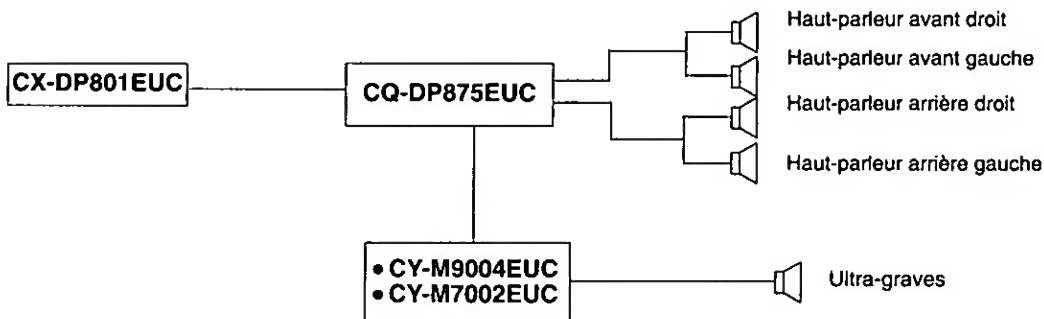 Haut-parleur avant droit
CX-DP801EUC
CQ-DP875EUC
Haut-parleur avant gauche
Haut-parleur arrière droit
Haut-parleur arrière gauche
• CY-M9004EUC
• CY-M7002EUC
Ultra-graves